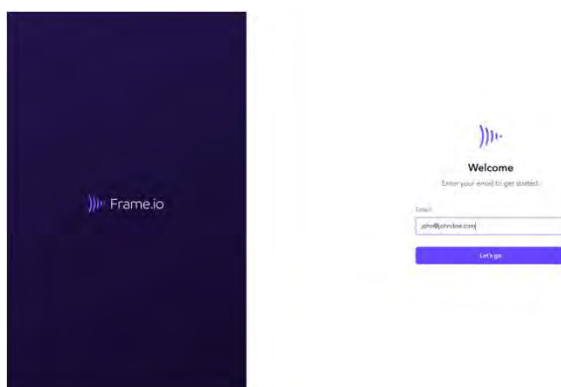 Frame.io
Welcome
Enter your email to get started.
Email
john@johndoe.com
Let's go